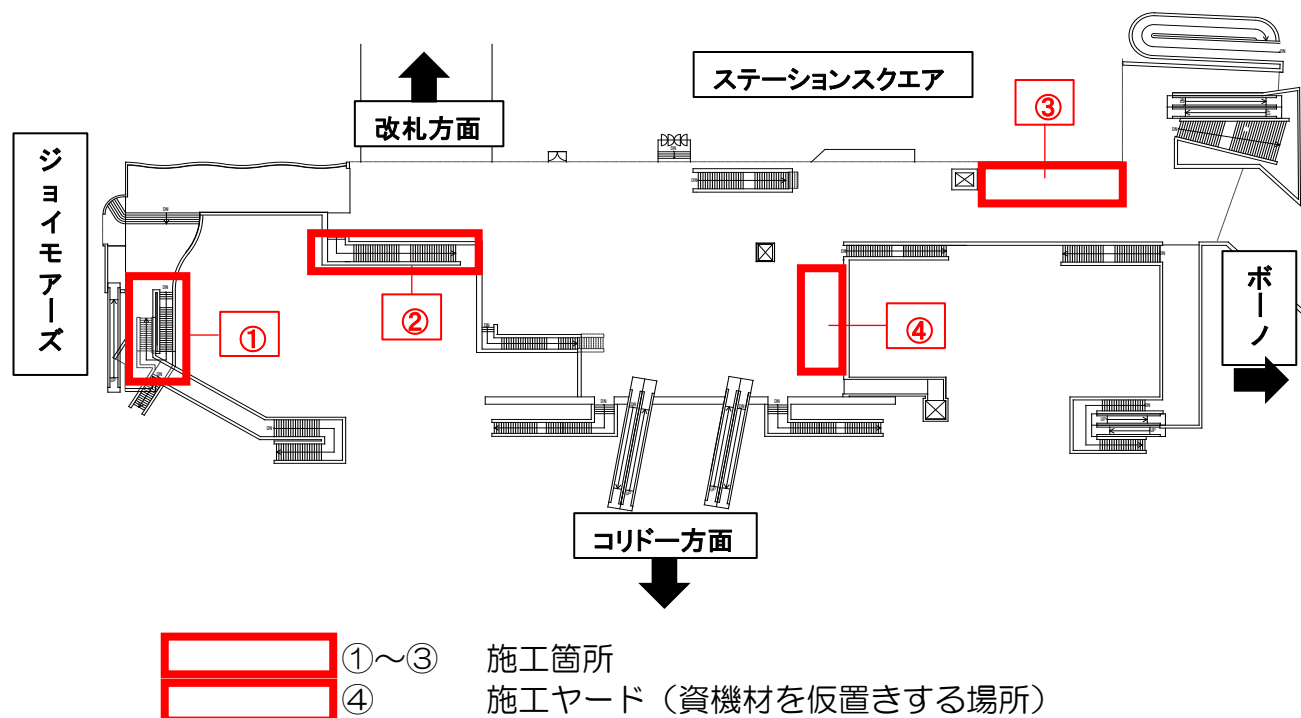 ステーションスクエア
③
改札方面
ジョイモアーズ
②
①
④
ボーノ
コリドー方面
①～③ 施工箇所
④ 施工ヤード（資機材を仮置きする場所）